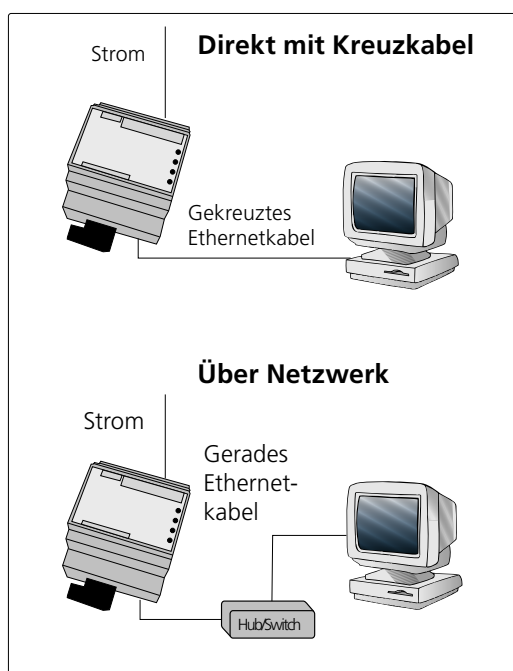 Direkt mit Kreuzkabel
Strom
Gekreuztes
Ethernetkabel
Über Netzwerk
Strom
Gerades
Ethernet-
kabel
Hub/Switch